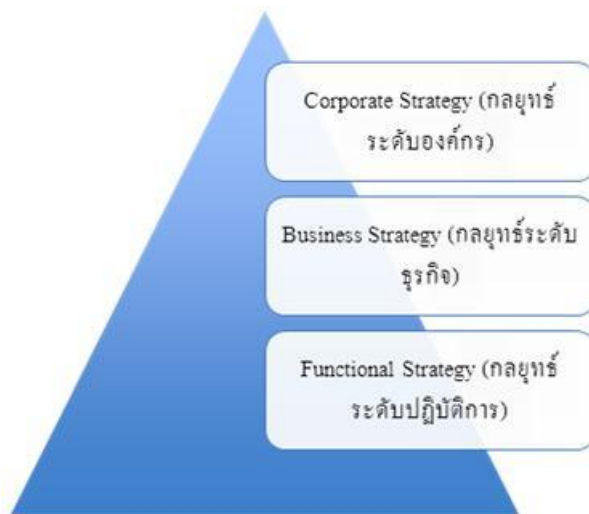 Corporate Strategy (กลยุทธ์
ระดับองค์กร)
Business Strategy (กลยุทธ์ระดับ
ธุรกิจ)
Functional Strategy (กลยุทธ์
ระดับปฏิบัติการ)